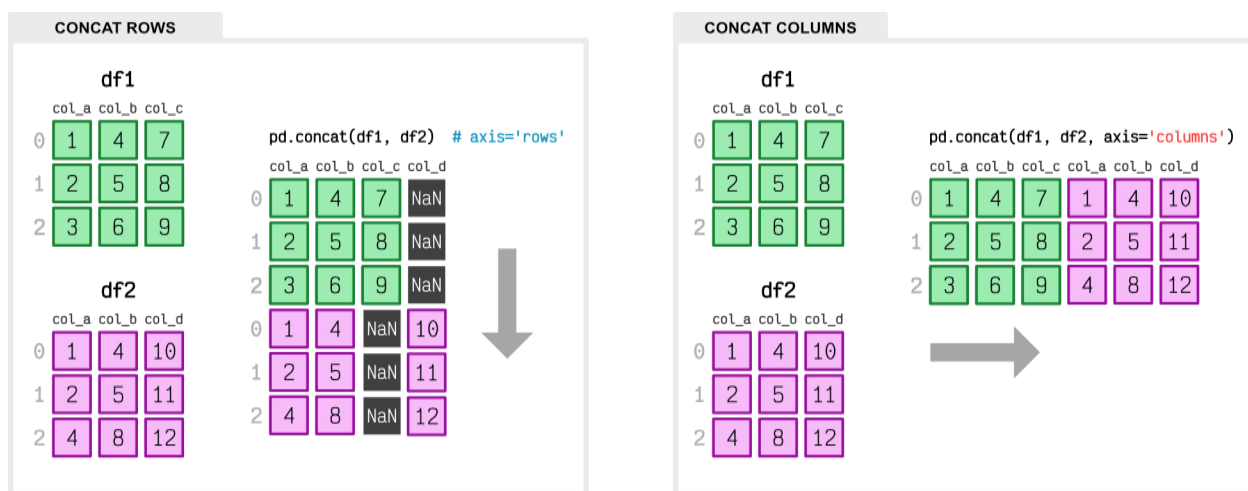 CONCAT ROWS
df1
col_a col_b col_c
0 1 4 7
1 2 5 8
2 3 6 9
df2
col_a col_b col_d
0 1 4 10
1 2 5 11
2 4 8 12
pd.concat(df1, df2) # axis='rows'
col_a col_b col_c col_d
0 1 4 7 NaN
1 2 5 8 NaN
2 3 6 9 NaN
0 1 4 NaN 10
1 2 5 NaN 11
2 4 8 NaN 12
CONCAT COLUMNS
df1
col_a col_b col_c
0 1 4 7
1 2 5 8
2 3 6 9
df2
col_a col_b col_d
0 1 4 10
1 2 5 11
2 4 8 12
pd.concat(df1, df2, axis='columns')
col_a col_b col_c col_a col_b col_d
0 1 4 7 1 4 10
1 2 5 8 2 5 11
2 3 6 9 4 8 12